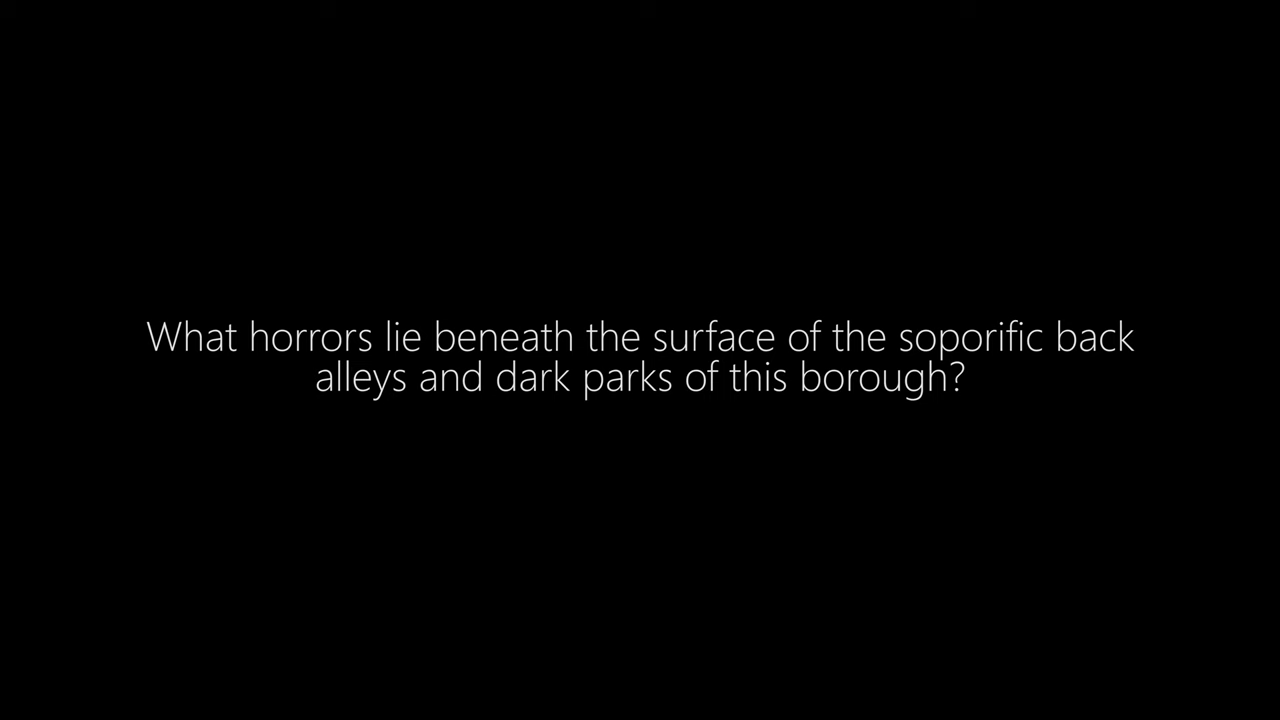 What horrors lie beneath the surface of the soporific back
alleys and dark parks of this borough?